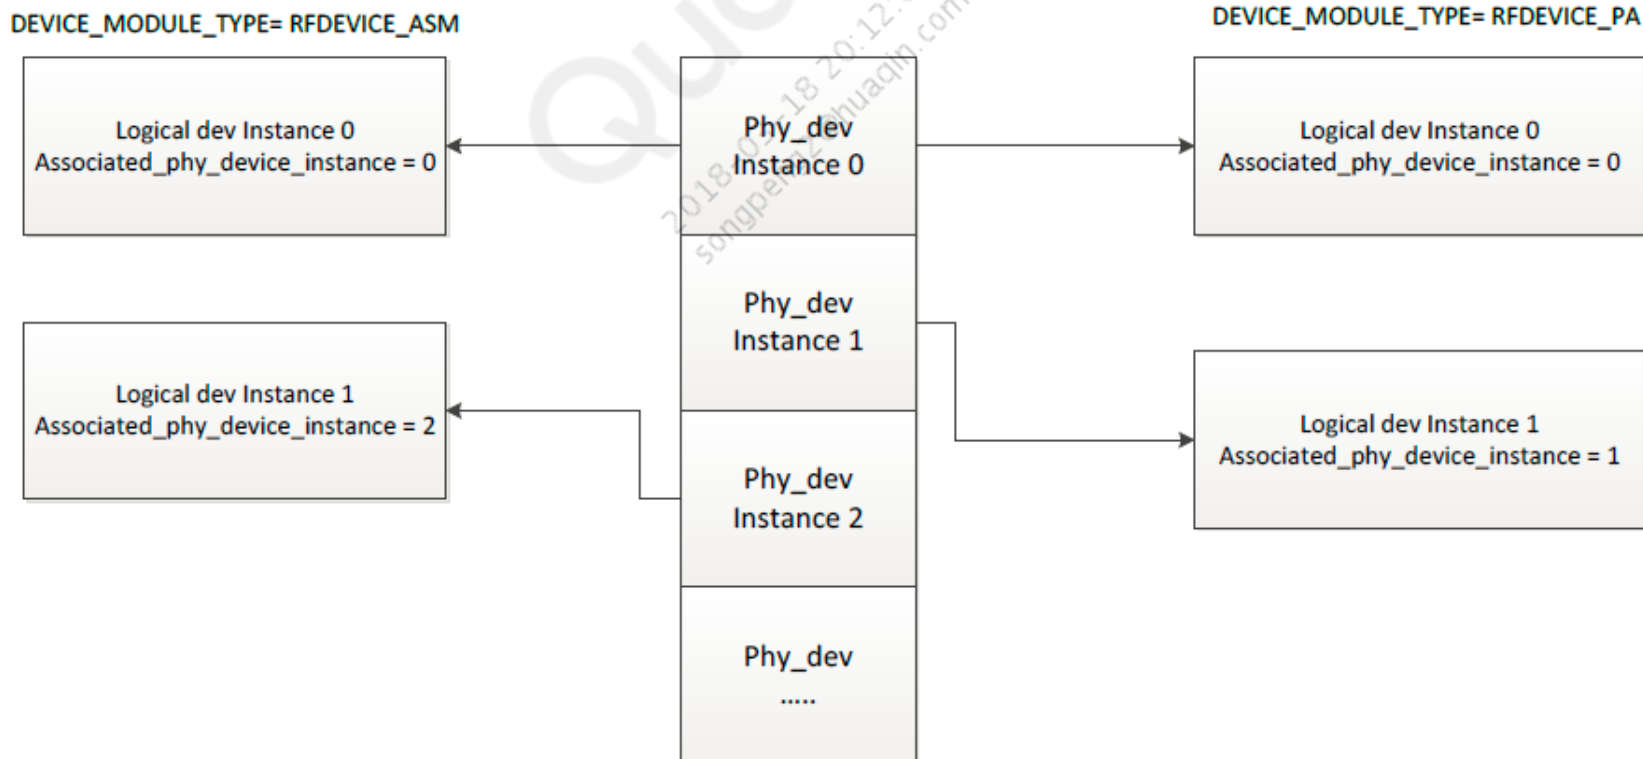 DEVICE_MODULE_TYPE= RFDEVICE_ASM
DEVICE_MODULE_TYPE= RFDEVICE_PA
Logical dev Instance 0
Associated_phy_device_instance = 0
Phy_dev
Instance 0
Logical dev Instance 0
Associated_phy_device_instance = 0
Phy_dev
Instance 1
Logical dev Instance 1
Associated_phy_device_instance = 2
Logical dev Instance 1
Associated_phy_device_instance = 1
Phy_dev
Instance 2
Phy_dev
.....